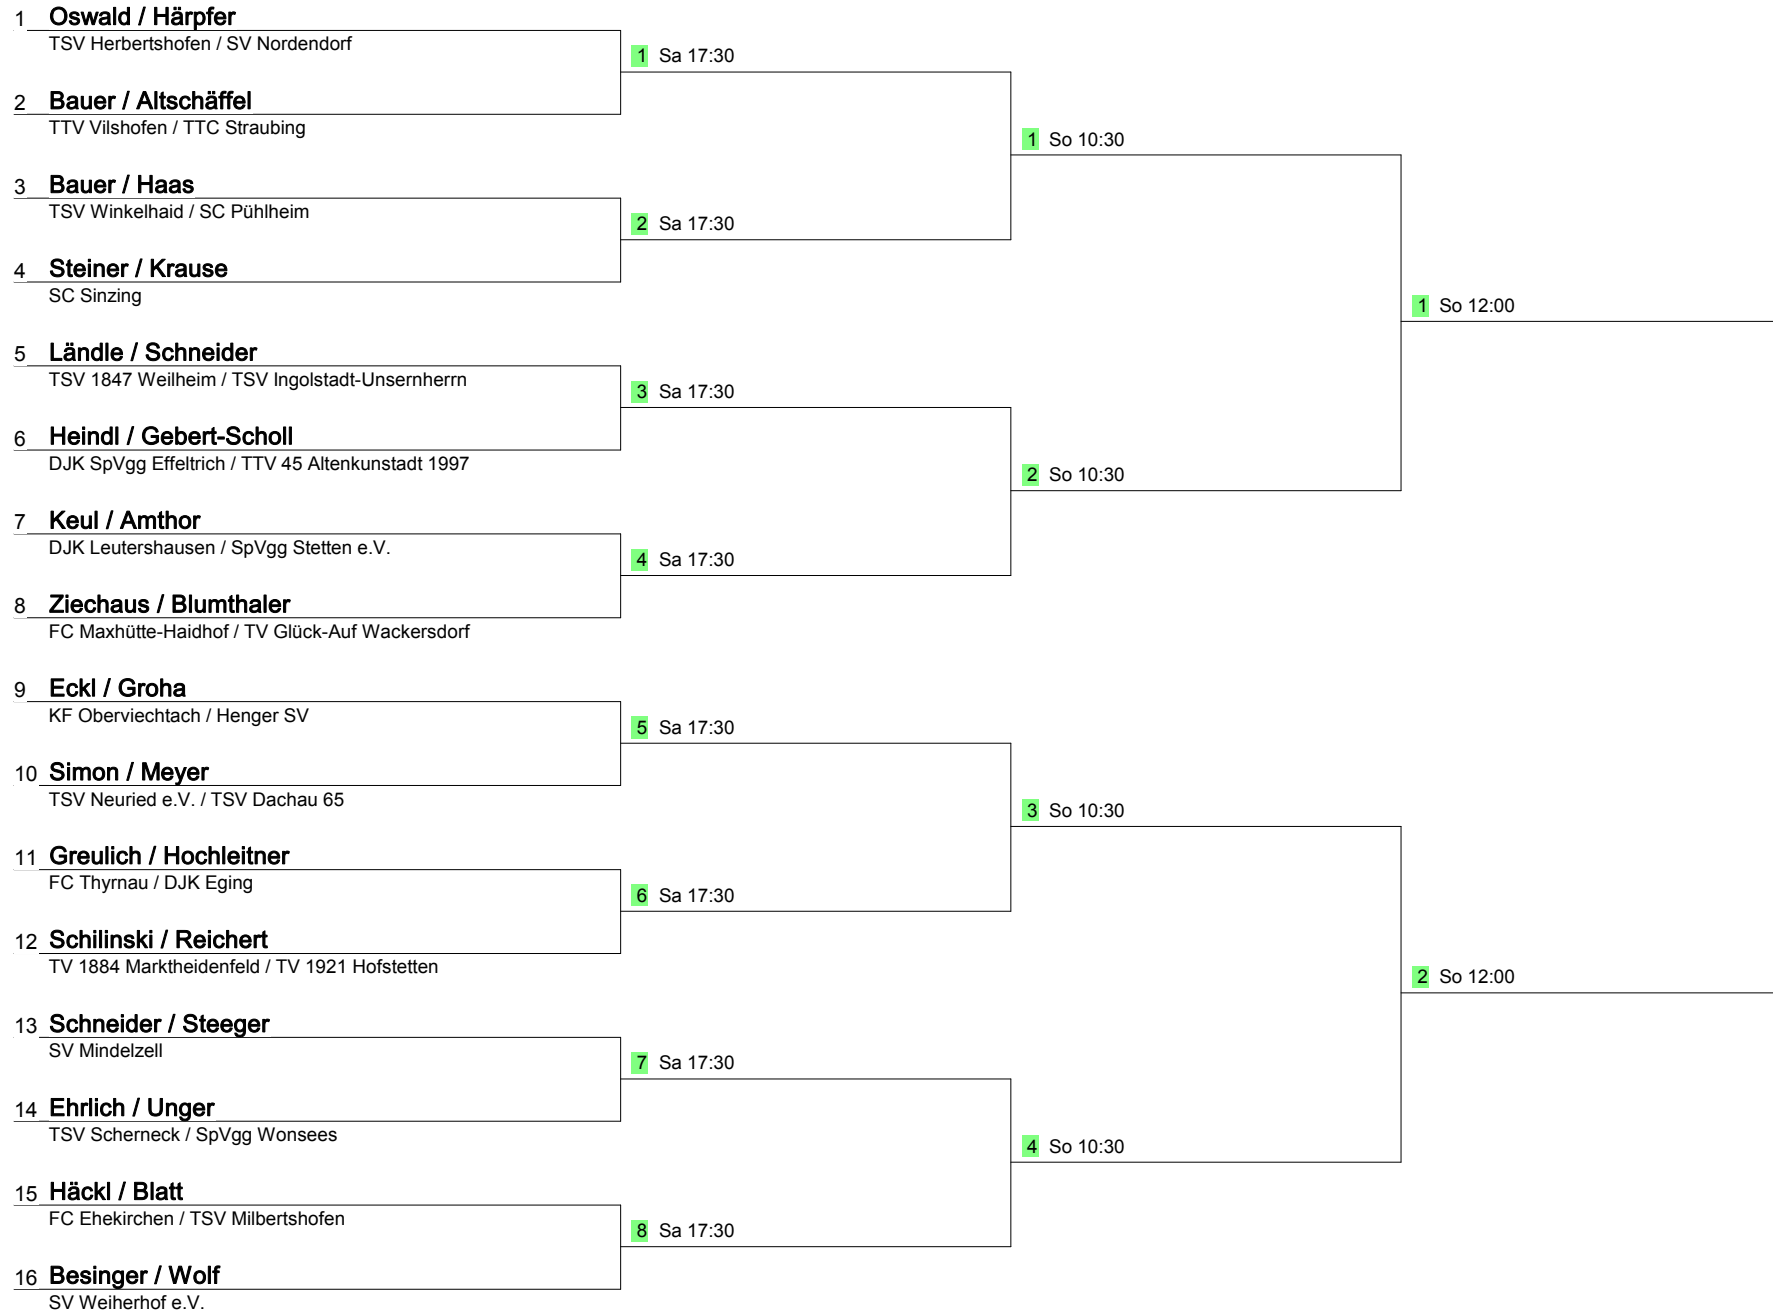 1 Oswald / Härpfer
TSV Herbertshofen / SV Nordendorf
1 Sa 17:30
2 Bauer / Altschäffel
TTV Vilshofen / TTC Straubing
1 So 10:30
3 Bauer / Haas
TSV Winkelhaid / SC Pühlheim
2 Sa 17:30
4 Steiner / Krause
SC Sinzing
1 So 12:00
5 Ländle / Schneider
TSV 1847 Weilheim / TSV Ingolstadt-Unsernherrn
3 Sa 17:30
6 Heindl / Gebert-Scholl
DJK SpVgg Effeltrich / TTV 45 Altenkunstadt 1997
2 So 10:30
7 Keul / Amthor
DJK Leutershausen / SpVgg Stetten e.V.
4 Sa 17:30
8 Ziechaus / Blumthaler
FC Maxhütte-Haidhof / TV Glück-Auf Wackersdorf
9 Eckl / Groha
KF Oberviechtach / Henger SV
5 Sa 17:30
10 Simon / Meyer
TSV Neuried e.V. / TSV Dachau 65
3 So 10:30
11 Greulich / Hochleitner
FC Thyrnau / DJK Eging
6 Sa 17:30
12 Schilinski / Reichert
TV 1884 Marktheidenfeld / TV 1921 Hofstetten
2 So 12:00
13 Schneider / Steeger
SV Mindelzell
7 Sa 17:30
14 Ehrlich / Unger
TSV Scherneck / SpVgg Wonsees
4 So 10:30
15 Häckl / Blatt
FC Ehekirchen / TSV Milbertshofen
8 Sa 17:30
16 Besinger / Wolf
SV Weiherhof e.V.